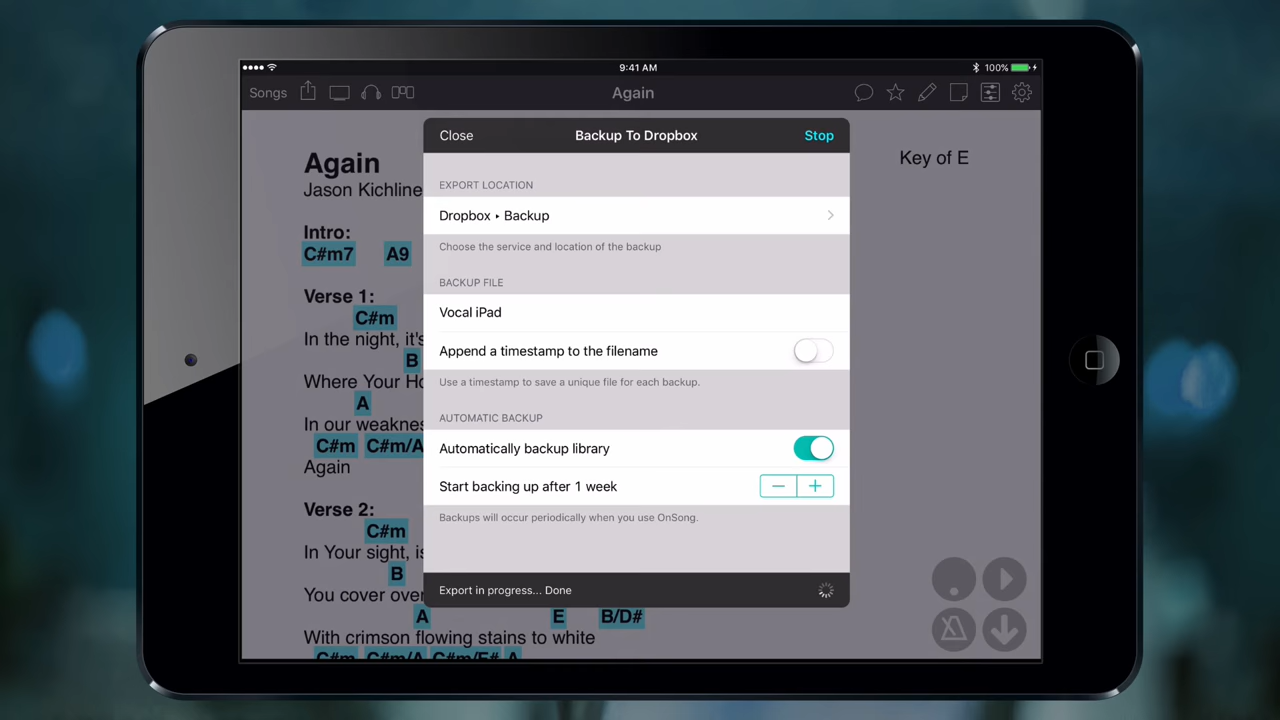 9:41 AM
100%
Songs
Again
Close
Backup To Dropbox
Stop
EXPORT LOCATION
Dropbox ▸ Backup
Choose the service and location of the backup
BACKUP FILE
Vocal iPad
Append a timestamp to the filename
Use a timestamp to save a unique file for each backup.
AUTOMATIC BACKUP
Automatically backup library
Start backing up after 1 week
Backups will occur periodically when you use OnSong.
Export in progress... Done
Again
Key of E
Jason Kichline
Intro:
C#m7 A9
Verse 1:
C#m
In the night, it's
B
Where Your
A
In our
C#m C#m/A
Again
Verse 2:
C#m
In Your sight,
B
You cover over
A E B/D#
With crimson flowing stains to white
C#m C#m/A C#m/F# A